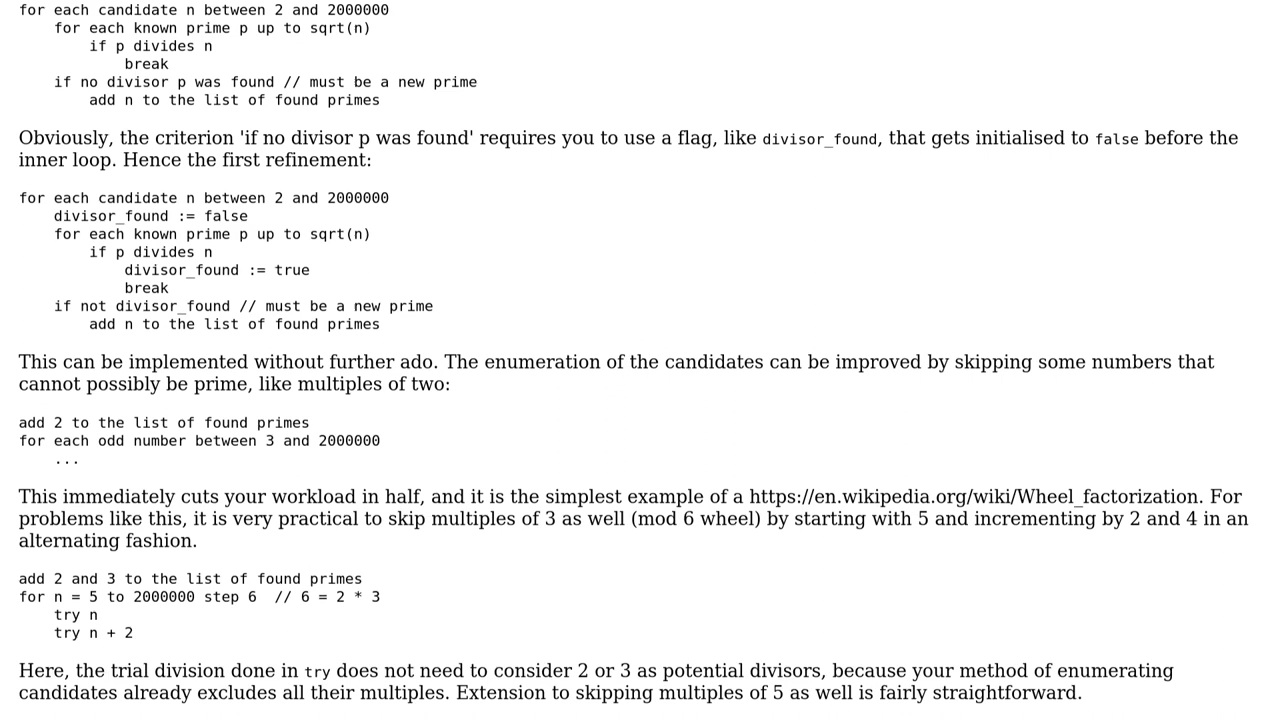 for each candidate n between 2 and 2000000
    for each known prime p up to sqrt(n)
        if p divides n
            break
    if no divisor p was found // must be a new prime
        add n to the list of found primes
Obviously, the criterion 'if no divisor p was found' requires you to use a flag, like divisor_found, that gets initialised to false before the
inner loop. Hence the first refinement:
for each candidate n between 2 and 2000000
    divisor_found := false
    for each known prime p up to sqrt(n)
        if p divides n
            divisor_found := true
            break
    if not divisor_found // must be a new prime
        add n to the list of found primes
This can be implemented without further ado. The enumeration of the candidates can be improved by skipping some numbers that
cannot possibly be prime, like multiples of two:
add 2 to the list of found primes
for each odd number between 3 and 2000000
    ...
This immediately cuts your workload in half, and it is the simplest example of a https://en.wikipedia.org/wiki/Wheel_factorization. For
problems like this, it is very practical to skip multiples of 3 as well (mod 6 wheel) by starting with 5 and incrementing by 2 and 4 in an
alternating fashion.
add 2 and 3 to the list of found primes
for n = 5 to 2000000 step 6  // 6 = 2 * 3
    try n
    try n + 2
Here, the trial division done in try does not need to consider 2 or 3 as potential divisors, because your method of enumerating
candidates already excludes all their multiples. Extension to skipping multiples of 5 as well is fairly straightforward.